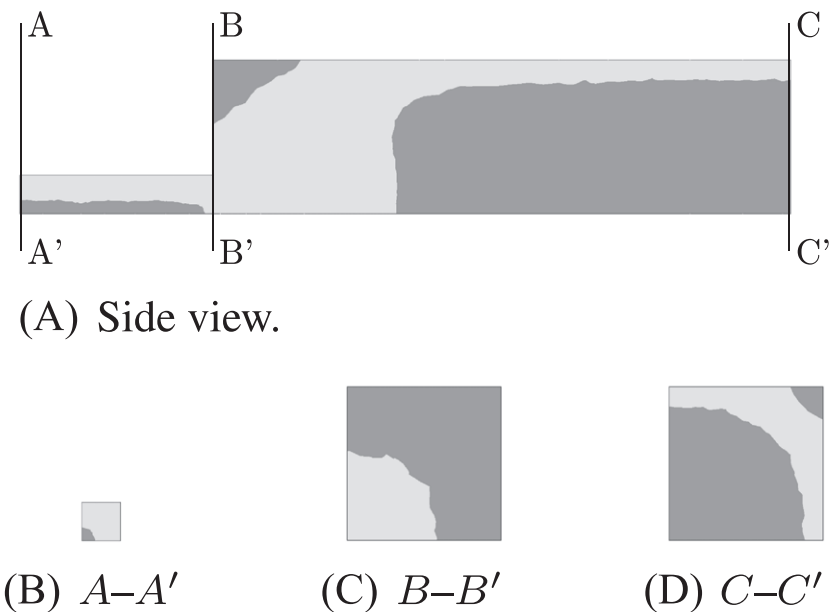 A B C
A' B' C'
(A) Side view.
(B) A–A′ (C) B–B′ (D) C–C′